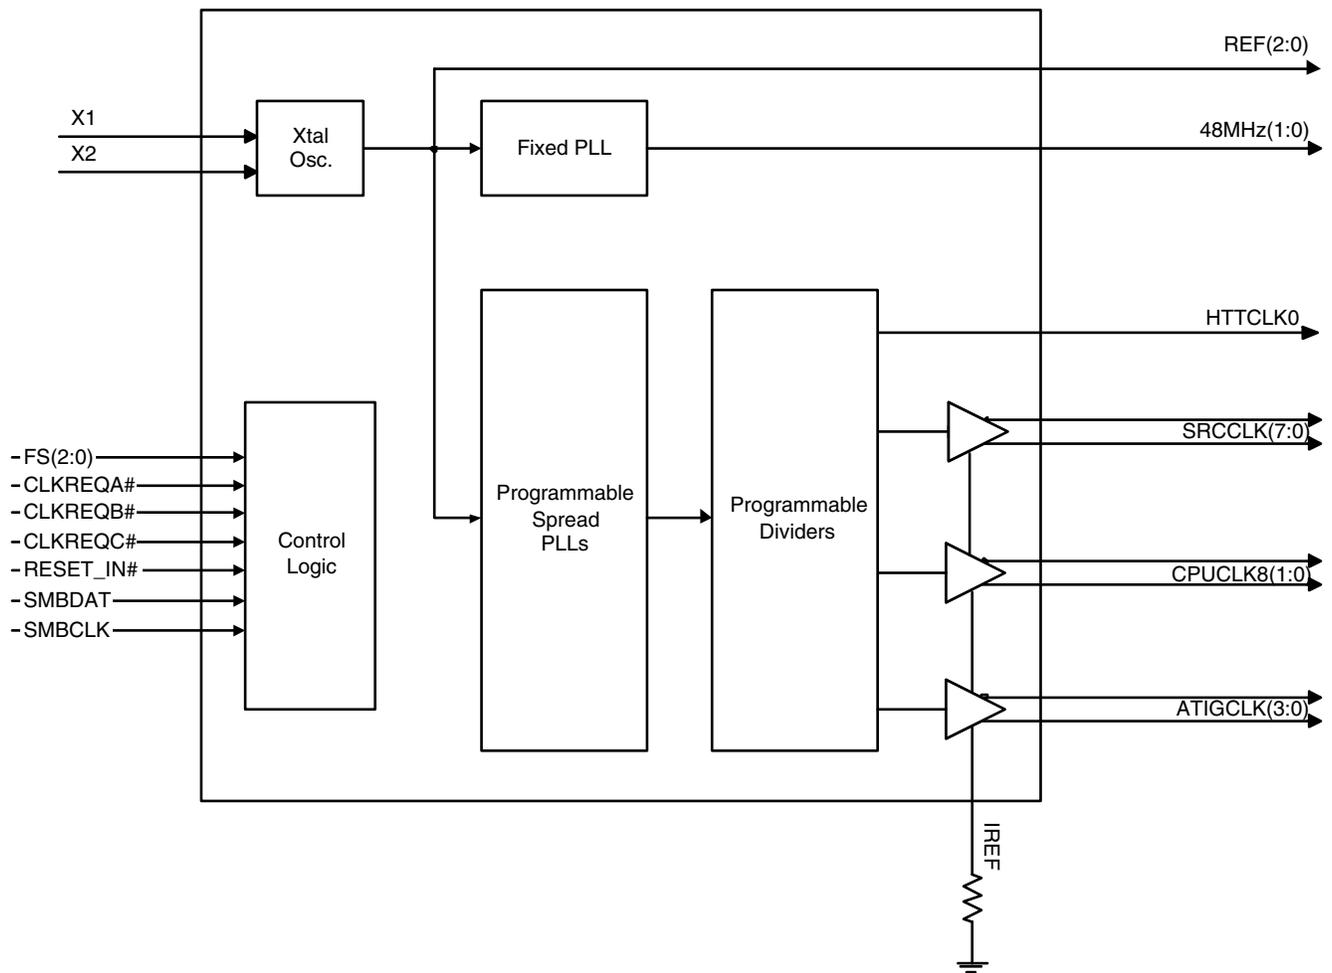 REF(2:0)
X1
Xtal
Osc.
Fixed PLL
48MHz(1:0)
X2
HTTCLK0
SRCCLK(7:0)
FS(2:0)
CLKREQA#
CLKREQB#
CLKREQC#
RESET_IN#
SMBDAT
SMBCLK
Control
Logic
Programmable
Spread
PLLs
Programmable
Dividers
CPUCLK8(1:0)
ATIGCLK(3:0)
IREF